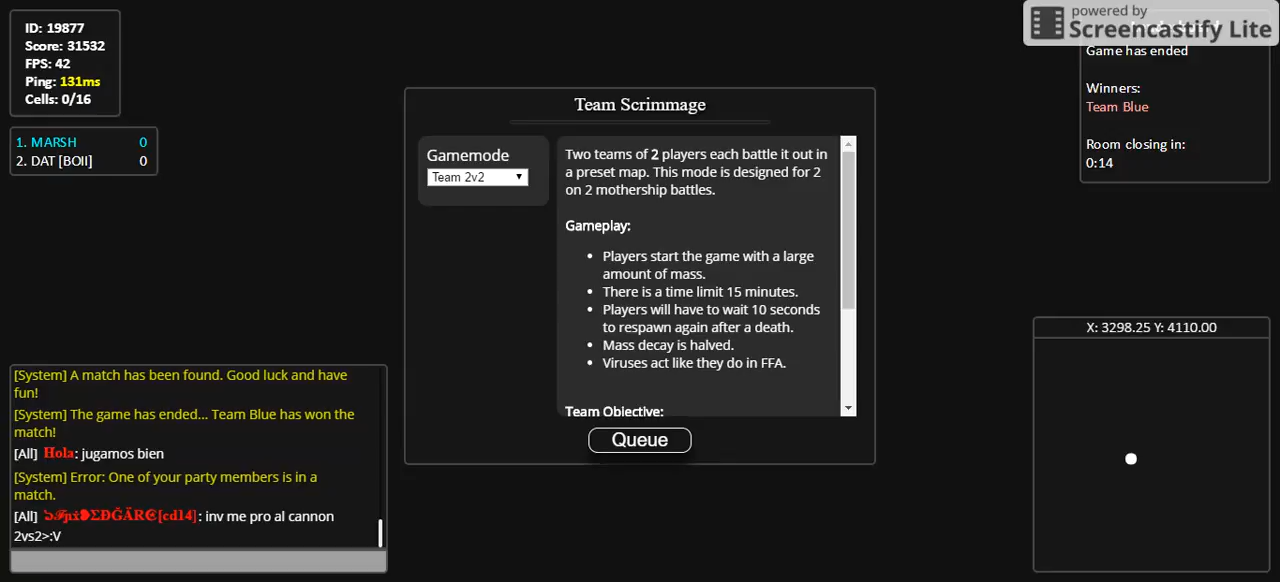 ID: 19877
Score: 31532
FPS: 42
Ping: 131ms
Cells: 0/16
1. MARSH 0
2. DAT [BOII] 0
powered by
Screencastify Lite
Game has ended
Winners:
Team Blue
Room closing in:
0:14
Team Scrimmage
Gamemode
Team 2v2
Two teams of 2 players each battle it out in
a preset map. This mode is designed for 2
on 2 mothership battles.
Gameplay:
• Players start the game with a large
amount of mass.
• There is a time limit 15 minutes.
• Players will have to wait 10 seconds
to respawn again after a death.
• Mass decay is halved.
• Viruses act like they do in FFA.
Team Objective:
Queue
[System] A match has been found. Good luck and have
fun!
[System] The game has ended... Team Blue has won the
match!
[All] Hola: jugamos bien
[System] Error: One of your party members is in a
match.
[All] [cd14]: inv me pro al cannon
2vs2>:V
X: 3298.25 Y: 4110.00